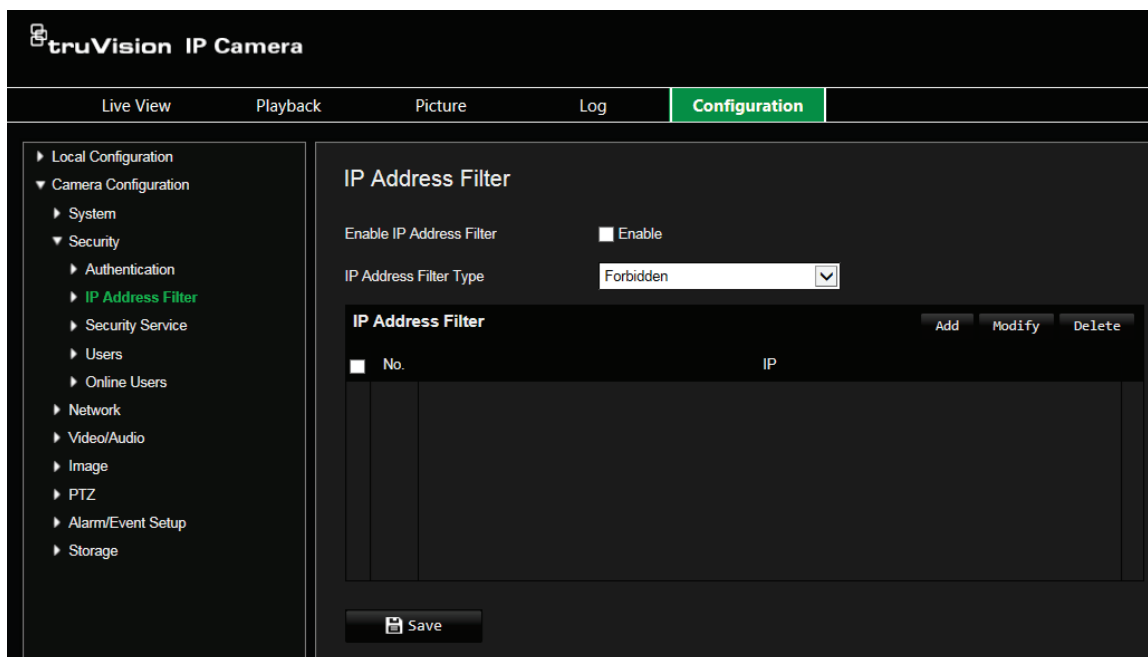 truVision IP Camera
Live View Playback Picture Log Configuration
Local Configuration
Camera Configuration
System
Security
Authentication
IP Address Filter
Security Service
Users
Online Users
Network
Video/Audio
Image
PTZ
Alarm/Event Setup
Storage
IP Address Filter
Enable IP Address Filter Enable
IP Address Filter Type Forbidden
IP Address Filter Add Modify Delete
No. IP
Save